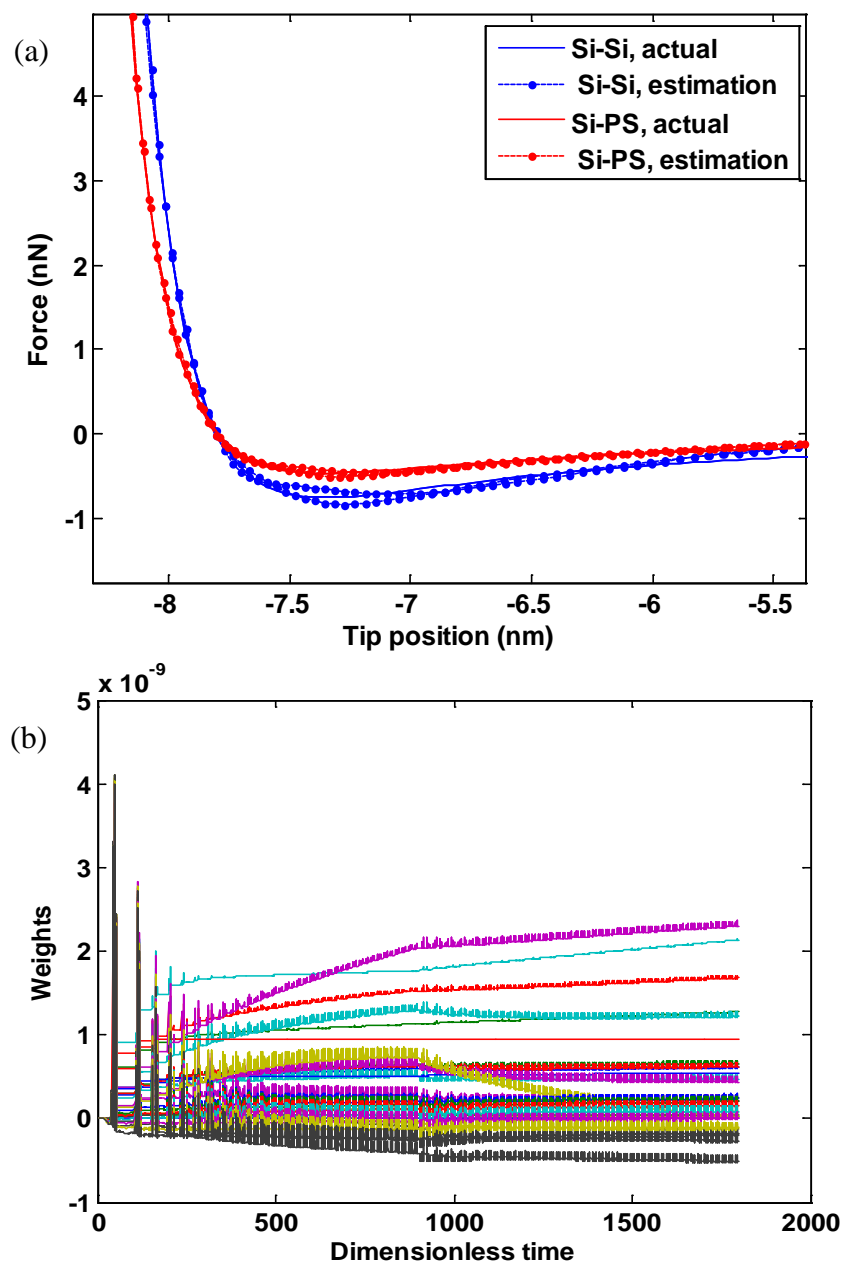 (a)
Si-Si, actual
Si-Si, estimation
Si-PS, actual
Si-PS, estimation
4
3
2
1
0
-1
Force (nN)
-8 -7.5 -7 -6.5 -6 -5.5
Tip position (nm)
(b)
x 10^-9
5
4
3
2
1
0
-1
Weights
0 500 1000 1500 2000
Dimensionless time